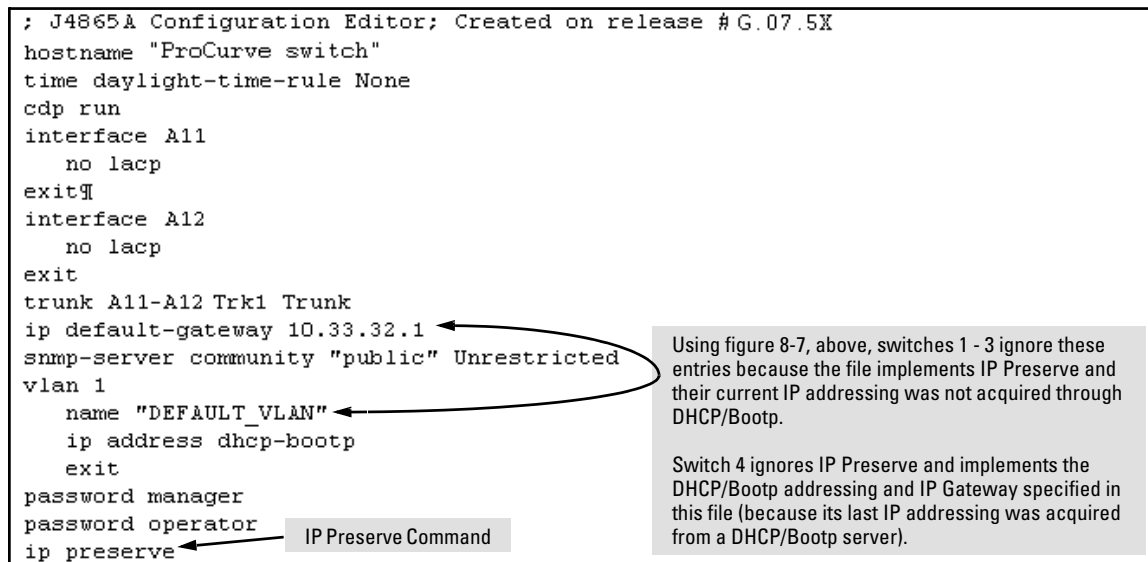 ; J4865A Configuration Editor; Created on release #G.07.5X
hostname "ProCurve switch"
time daylight-time-rule None
cdp run
interface A11
no lacp
exit¶
interface A12
no lacp
exit
trunk A11-A12 Trk1 Trunk
ip default-gateway 10.33.32.1
snmp-server community "public" Unrestricted
vlan 1
name "DEFAULT_VLAN"
ip address dhcp-bootp
exit
password manager
password operator
ip preserve
IP Preserve Command
Using figure 8-7, above, switches 1 - 3 ignore these
entries because the file implements IP Preserve and
their current IP addressing was not acquired through
DHCP/Bootp.
Switch 4 ignores IP Preserve and implements the
DHCP/Bootp addressing and IP Gateway specified in
this file (because its last IP addressing was acquired
from a DHCP/Bootp server).